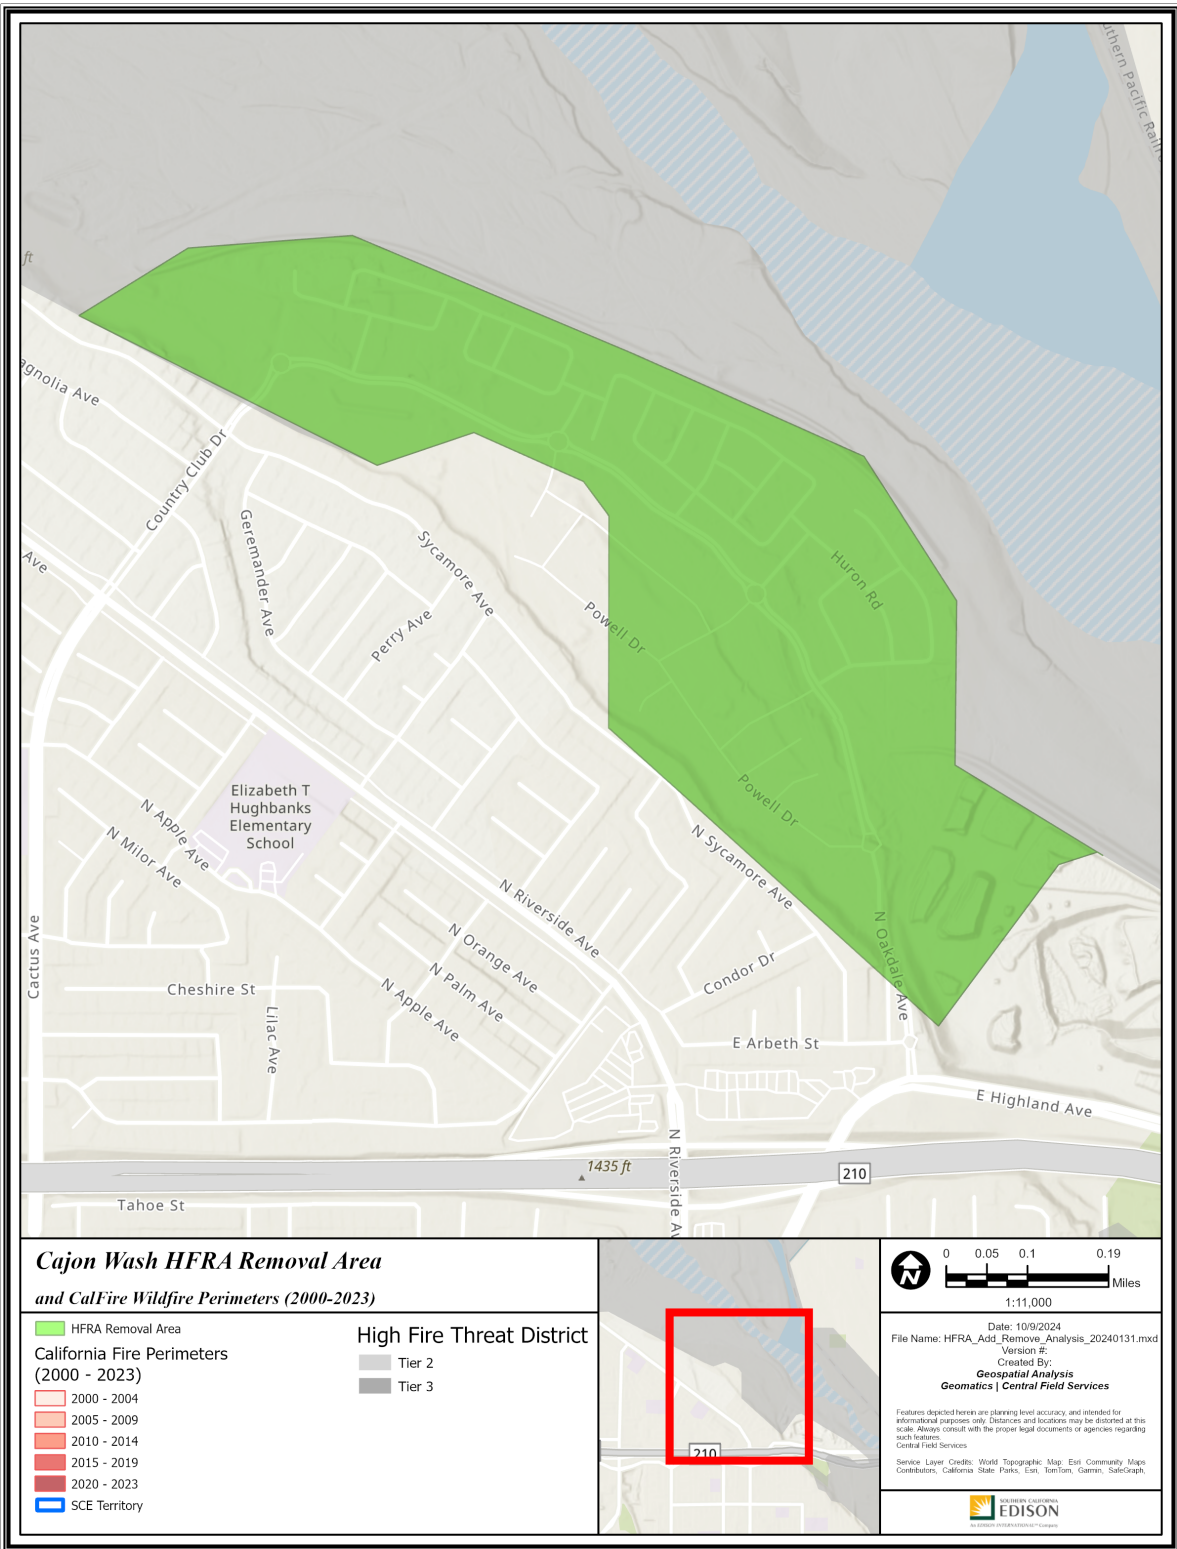 uthern Pacific Railro
ft
agnolia Ave
Country Club Dr
Geremander Ave
Sycamore Ave
Perry Ave
Ave
Huron Rd
Powell Dr
Elizabeth T
Hughbanks
Elementary
School
N Apple Ave
N Milor Ave
Powell Dr
N Sycamore Ave
N Riverside Ave
N Orange Ave
N Palm Ave
N Apple Ave
Condor Dr
N Oakdale Ave
Cactus Ave
Cheshire St
Lilac Ave
E Arbeth St
E Highland Ave
N Riverside Av
1435 ft
210
Tahoe St
Cajon Wash HFRA Removal Area
and CalFire Wildfire Perimeters (2000-2023)
HFRA Removal Area
California Fire Perimeters
(2000 - 2023)
2000 - 2004
2005 - 2009
2010 - 2014
2015 - 2019
2020 - 2023
SCE Territory
High Fire Threat District
Tier 2
Tier 3
210
N
0 0.05 0.1 0.19
Miles
1:11,000
Date: 10/9/2024
File Name: HFRA_Add_Remove_Analysis_20240131.mxd
Version #:
Created By:
Geospatial Analysis
Geomatics | Central Field Services
Features depicted herein are planning level accuracy, and intended for
informational purposes only. Distances and locations may be distorted at this
scale. Always consult with the proper legal documents or agencies regarding
such features.
Central Field Services
Service Layer Credits: World Topographic Map: Esri Community Maps
Contributors, California State Parks, Esri, TomTom, Garmin, SafeGraph,
SOUTHERN CALIFORNIA
EDISON
An EDISON INTERNATIONAL™ Company